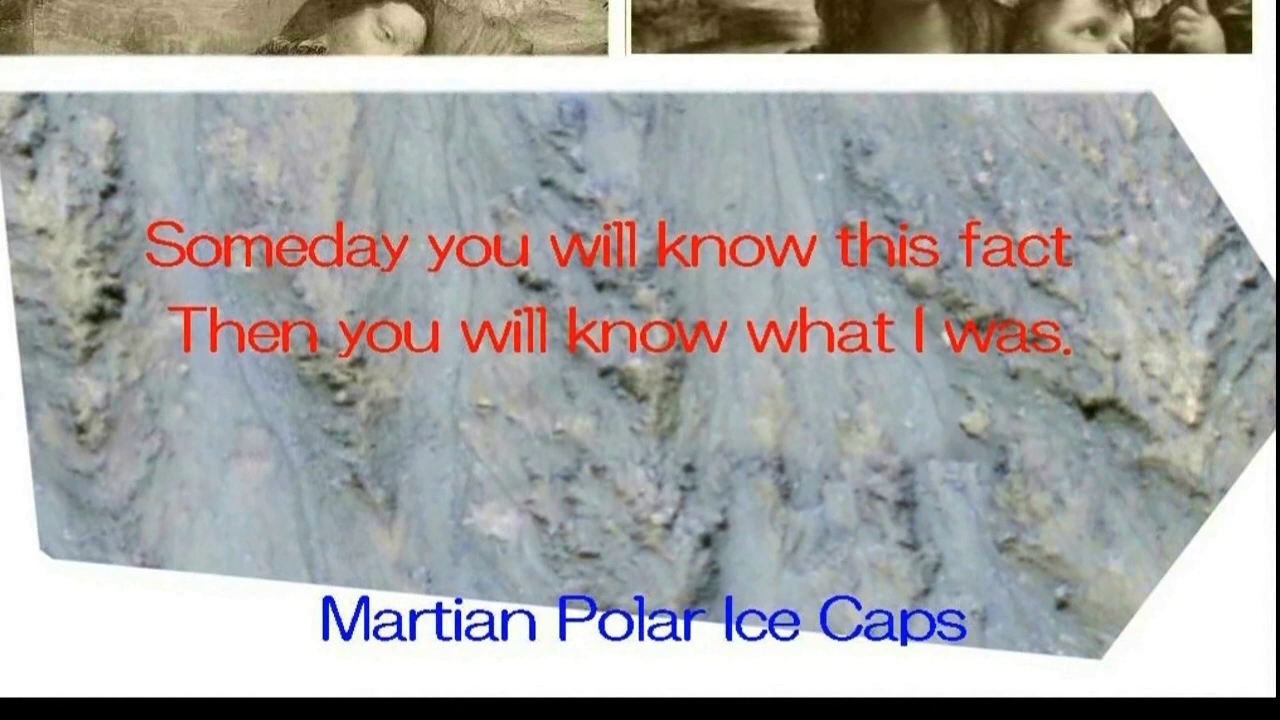 Someday you will know this fact
Then you will know what I was.
Martian Polar Ice Caps